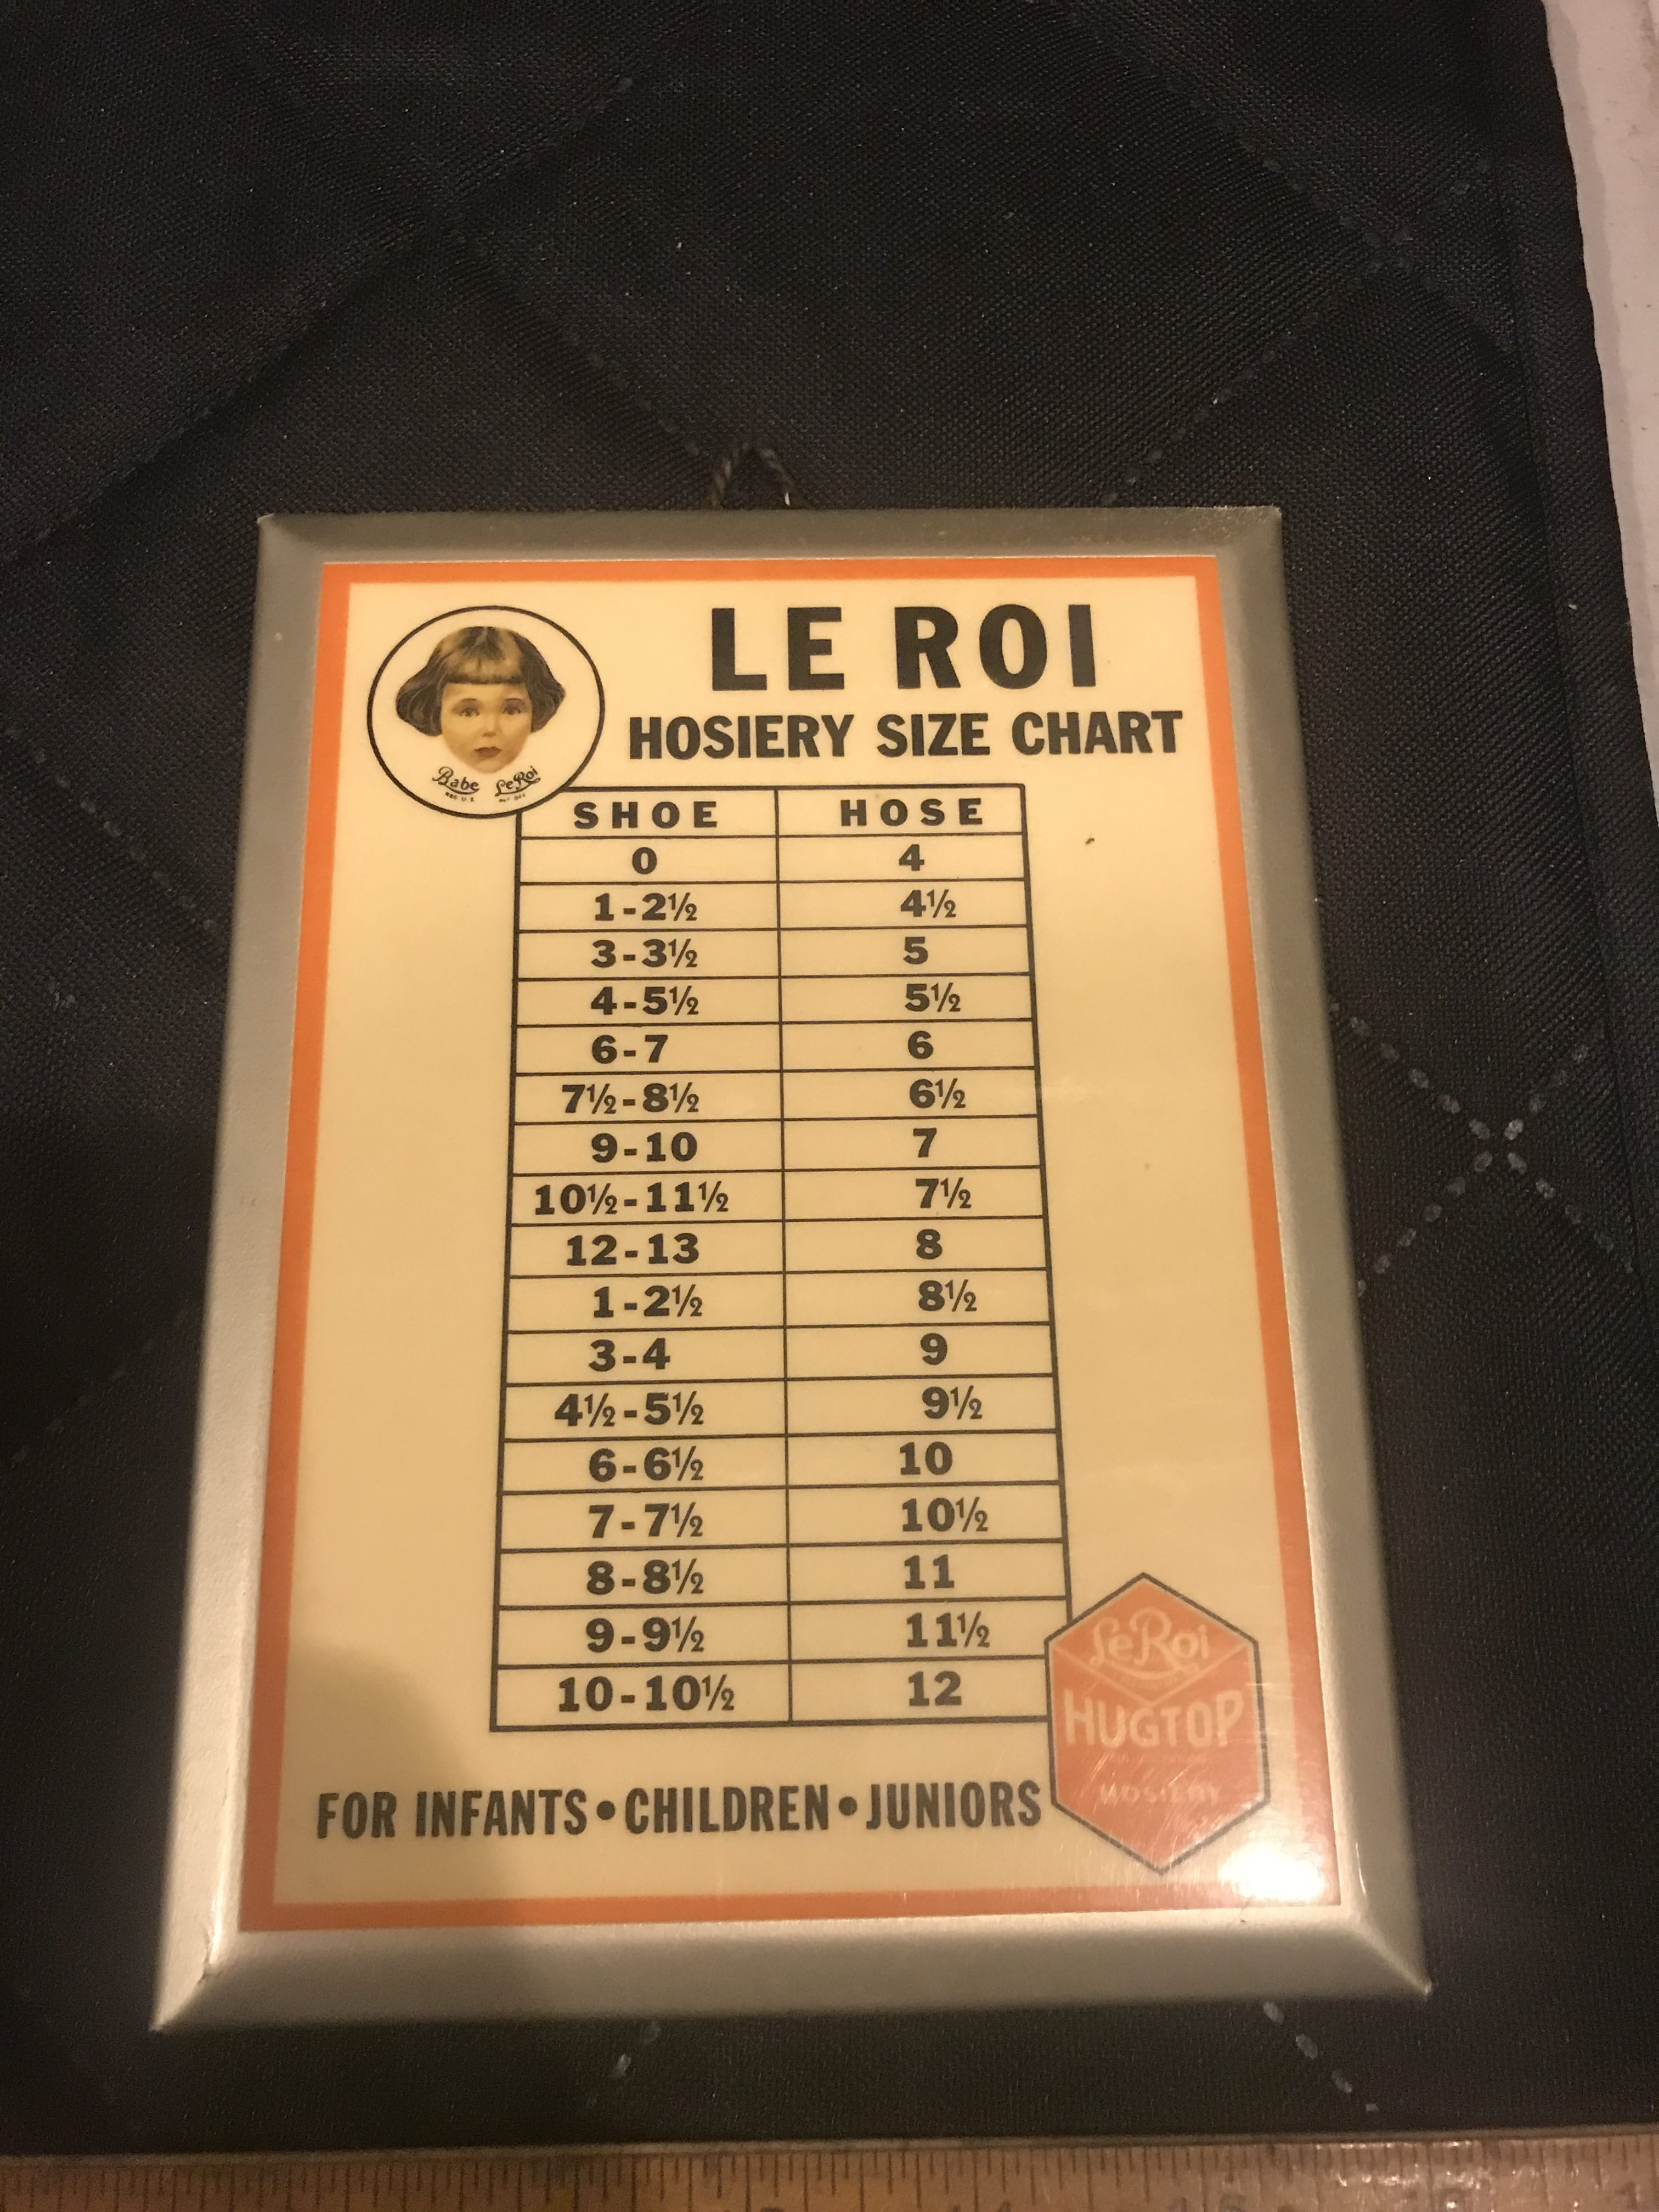 LE ROI
HOSIERY SIZE CHART
Babe LeRoi
SHOE HOSE
0 4
1-2½ 4½
3-3½ 5
4-5½ 5½
6-7 6
7½-8½ 6½
9-10 7
10½-11½ 7½
12-13 8
1-2½ 8½
3-4 9
4½-5½ 9½
6-6½ 10
7-7½ 10½
8-8½ 11
9-9½ 11½
10-10½ 12
LeRoi
HUGTOP
HOSIERY
FOR INFANTS•CHILDREN•JUNIORS